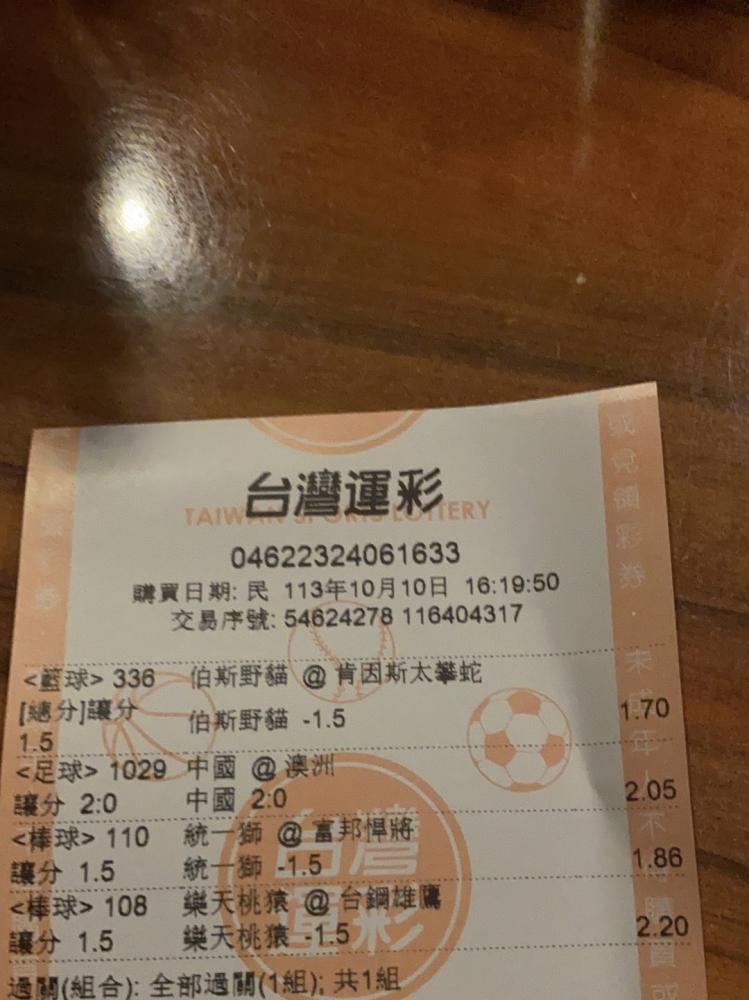 台灣運彩
TAIWAN SPORTS LOTTERY
04622324061633
購買日期: 民 113年10月10日 16:19:50
交易序號: 54624278 116404317
<籃球> 336 伯斯野貓 @ 肯因斯太攀蛇
[總分]讓分 伯斯野貓 -1.5 1.70
1.5
<足球> 1029 中國 @ 澳洲
讓分 2:0 中國 2:0 2.05
<棒球> 110 統一獅 @ 富邦悍將
讓分 1.5 統一獅 -1.5 1.86
<棒球> 108 樂天桃猿 @ 台鋼雄鷹
讓分 1.5 樂天桃猿 -1.5 2.20
過關(組合): 全部過關(1組); 共1組
台灣運彩